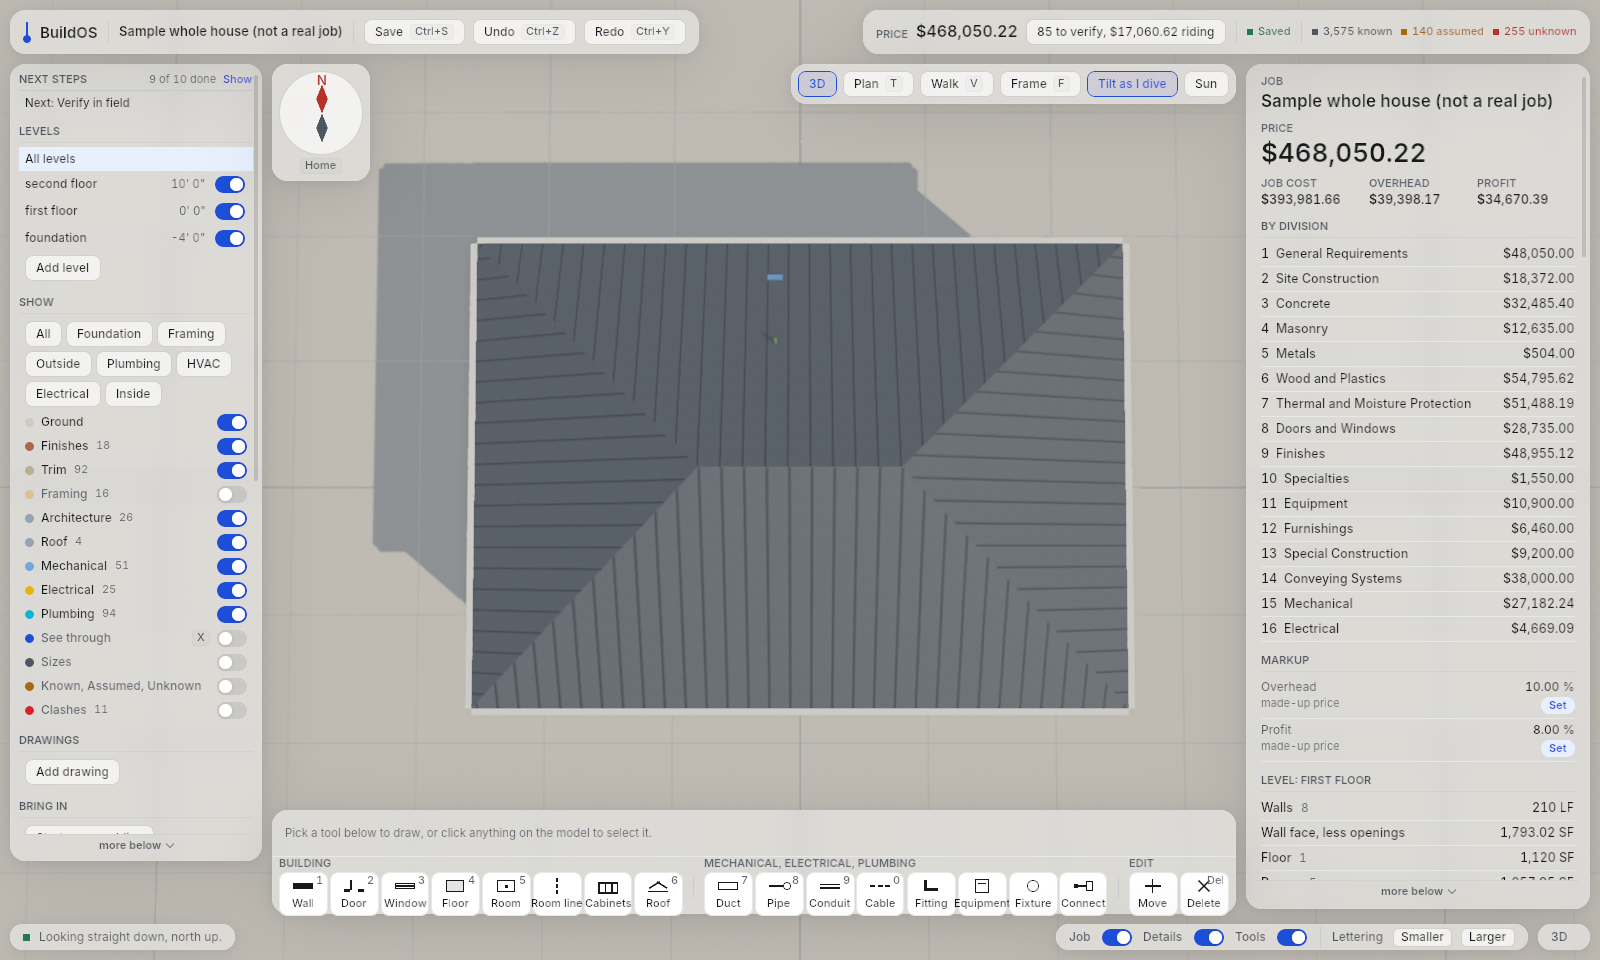 BuildOS
Sample whole house (not a real job)
Save Ctrl+S
Undo Ctrl+Z
Redo Ctrl+Y
PRICE $468,050.22
85 to verify, $17,060.62 riding
Saved
3,575 known
140 assumed
255 unknown
NEXT STEPS 9 of 10 done Show
Next: Verify in field
LEVELS
All levels
second floor 10' 0"
first floor 0' 0"
foundation -4' 0"
Add level
SHOW
All Foundation Framing
Outside Plumbing HVAC
Electrical Inside
Ground
Finishes 18
Trim 92
Framing 16
Architecture 26
Roof 4
Mechanical 51
Electrical 25
Plumbing 94
See through X
Sizes
Known, Assumed, Unknown
Clashes 11
DRAWINGS
Add drawing
BRING IN
more below
N
Home
3D Plan T Walk V Frame F Tilt as I dive Sun
JOB
Sample whole house (not a real job)
PRICE
$468,050.22
JOB COST OVERHEAD PROFIT
$393,981.66 $39,398.17 $34,670.39
BY DIVISION
1 General Requirements $48,050.00
2 Site Construction $18,372.00
3 Concrete $32,485.40
4 Masonry $12,635.00
5 Metals $504.00
6 Wood and Plastics $54,795.62
7 Thermal and Moisture Protection $51,488.19
8 Doors and Windows $28,735.00
9 Finishes $48,955.12
10 Specialties $1,550.00
11 Equipment $10,900.00
12 Furnishings $6,460.00
13 Special Construction $9,200.00
14 Conveying Systems $38,000.00
15 Mechanical $27,182.24
16 Electrical $4,669.09
MARKUP
Overhead 10.00 %
made-up price Set
Profit 8.00 %
made-up price Set
LEVEL: FIRST FLOOR
Walls 8 210 LF
Wall face, less openings 1,793.02 SF
Floor 1 1,120 SF
more below
Pick a tool below to draw, or click anything on the model to select it.
BUILDING
Wall 1
Door 2
Window 3
Floor 4
Room 5
Room line
Cabinets
Roof 6
MECHANICAL, ELECTRICAL, PLUMBING
Duct 7
Pipe 8
Conduit 9
Cable 0
Fitting
Equipment
Fixture
Connect
EDIT
Move
Delete Del
Looking straight down, north up.
Job Details Tools Lettering Smaller Larger 3D